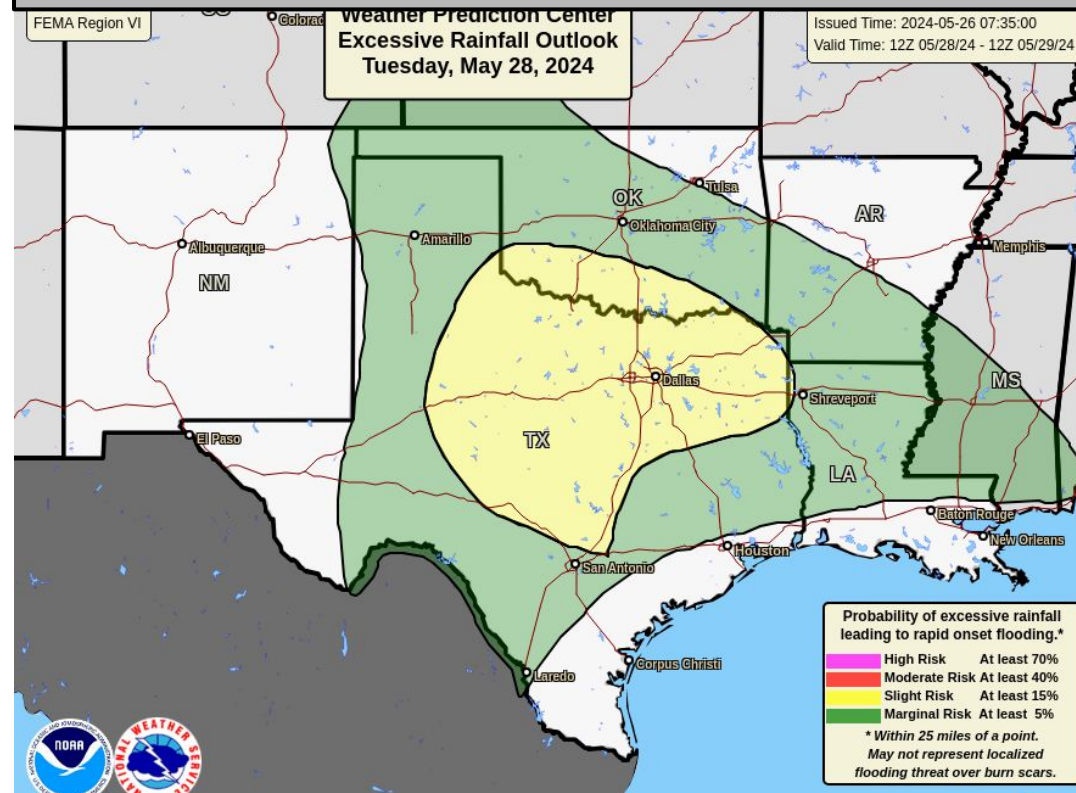 FEMA Region VI
Weather Prediction Center
Excessive Rainfall Outlook
Tuesday, May 28, 2024
Issued Time: 2024-05-26 07:35:00
Valid Time: 12Z 05/28/24 - 12Z 05/29/24
Tulsa
OK
Oklahoma City
AR
Albuquerque
Amarillo
Memphis
NM
Dallas
MS
Shreveport
El Paso
TX
LA
Baton Rouge
New Orleans
Houston
San Antonio
Corpus Christi
Laredo
Probability of excessive rainfall
leading to rapid onset flooding.*
High Risk At least 70%
Moderate Risk At least 40%
Slight Risk At least 15%
Marginal Risk At least 5%
* Within 25 miles of a point.
May not represent localized
flooding threat over burn scars.
NOAA
NATIONAL WEATHER SERVICE